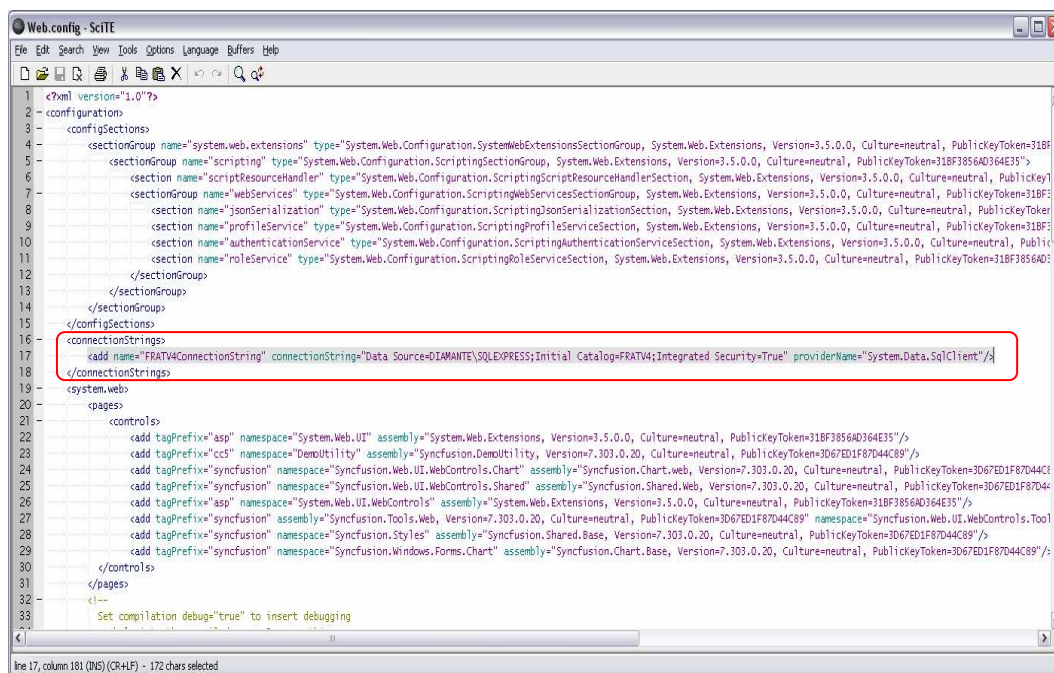 Web.config - SciTE
File Edit Search View Tools Options Language Buffers Help
1 <?xml version="1.0"?>
2 - <configuration>
3 - <configSections>
4 - <sectionGroup name="system.web.extensions" type="System.Web.Configuration.SystemWebExtensionsSectionGroup, System.Web.Extensions, Version=3.5.0.0, Culture=neutral, PublicKeyToken=31BF
5 - <sectionGroup name="scripting" type="System.Web.Configuration.ScriptingSectionGroup, System.Web.Extensions, Version=3.5.0.0, Culture=neutral, PublicKeyToken=31BF3856AD364E35">
6 <section name="scriptResourceHandler" type="System.Web.Configuration.ScriptingScriptResourceHandlerSection, System.Web.Extensions, Version=3.5.0.0, Culture=neutral, PublicKeyT
7 - <sectionGroup name="webServices" type="System.Web.Configuration.ScriptingWebServicesSectionGroup, System.Web.Extensions, Version=3.5.0.0, Culture=neutral, PublicKeyToken=31BF3
8 <section name="jsonSerialization" type="System.Web.Configuration.ScriptingJsonSerializationSection, System.Web.Extensions, Version=3.5.0.0, Culture=neutral, PublicKeyToken
9 <section name="profileService" type="System.Web.Configuration.ScriptingProfileServiceSection, System.Web.Extensions, Version=3.5.0.0, Culture=neutral, PublicKeyToken=31BF3
10 <section name="authenticationService" type="System.Web.Configuration.ScriptingAuthenticationServiceSection, System.Web.Extensions, Version=3.5.0.0, Culture=neutral, Public
11 <section name="roleService" type="System.Web.Configuration.ScriptingRoleServiceSection, System.Web.Extensions, Version=3.5.0.0, Culture=neutral, PublicKeyToken=31BF3856AD3
12 </sectionGroup>
13 </sectionGroup>
14 </sectionGroup>
15 </configSections>
16 - <connectionStrings>
17 <add name="FRATV4ConnectionString" connectionString="Data Source=DIAMANTE\SQLEXPRESS;Initial Catalog=FRATV4;Integrated Security=True" providerName="System.Data.SqlClient"/>
18 </connectionStrings>
19 - <system.web>
20 - <pages>
21 - <controls>
22 <add tagPrefix="asp" namespace="System.Web.UI" assembly="System.Web.Extensions, Version=3.5.0.0, Culture=neutral, PublicKeyToken=31BF3856AD364E35"/>
23 <add tagPrefix="cc5" namespace="DemoUtility" assembly="Syncfusion.DemoUtility, Version=7.303.0.20, Culture=neutral, PublicKeyToken=3D67ED1F87D44C89"/>
24 <add tagPrefix="syncfusion" namespace="Syncfusion.Web.UI.WebControls.Chart" assembly="Syncfusion.Chart.web, Version=7.303.0.20, Culture=neutral, PublicKeyToken=3D67ED1F87D44C8
25 <add tagPrefix="syncfusion" namespace="Syncfusion.Web.UI.WebControls.Shared" assembly="Syncfusion.Shared.Web, Version=7.303.0.20, Culture=neutral, PublicKeyToken=3D67ED1F87D44
26 <add tagPrefix="asp" namespace="System.Web.UI.WebControls" assembly="System.Web.Extensions, Version=3.5.0.0, Culture=neutral, PublicKeyToken=31BF3856AD364E35"/>
27 <add tagPrefix="syncfusion" assembly="Syncfusion.Tools.Web, Version=7.303.0.20, Culture=neutral, PublicKeyToken=3D67ED1F87D44C89" namespace="Syncfusion.Web.UI.WebControls.Tool
28 <add tagPrefix="syncfusion" namespace="Syncfusion.Styles" assembly="Syncfusion.Shared.Base, Version=7.303.0.20, Culture=neutral, PublicKeyToken=3D67ED1F87D44C89"/>
29 <add tagPrefix="syncfusion" namespace="Syncfusion.Windows.Forms.Chart" assembly="Syncfusion.Chart.Base, Version=7.303.0.20, Culture=neutral, PublicKeyToken=3D67ED1F87D44C89"/>
30 </controls>
31 </pages>
32 - <!--
33 Set compilation debug="true" to insert debugging
line 17, column 181 (INS) (CR+LF) - 172 chars selected